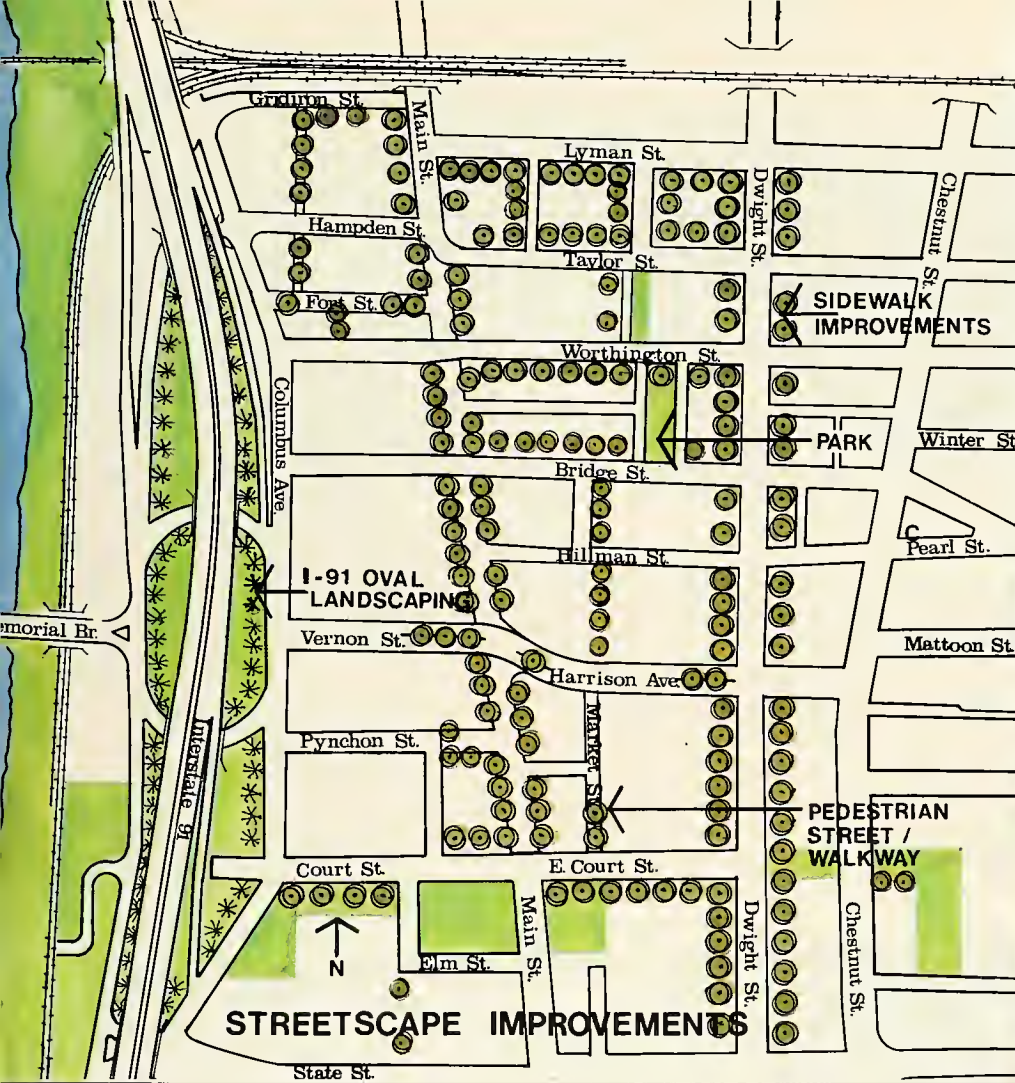 Gridiron St.
Main St.
Lyman St.
Dwight St.
Chestnut St.
Hampden St.
Taylor St.
Fort St.
SIDEWALK
IMPROVEMENTS
Worthington St.
Columbus Ave
PARK
Winter St
Bridge St.
Pearl St.
Hillman St.
I-91 OVAL
LANDSCAPING
emorial Br.
Vernon St.
Mattoon St.
Harrison Ave.
Market St.
Pynchon St.
Interstate 91
PEDESTRIAN
STREET /
WALKWAY
Court St.
E. Court St.
Main St.
Dwight St.
Chestnut St.
N
Elm St.
STREETSCAPE IMPROVEMENTS
State St.